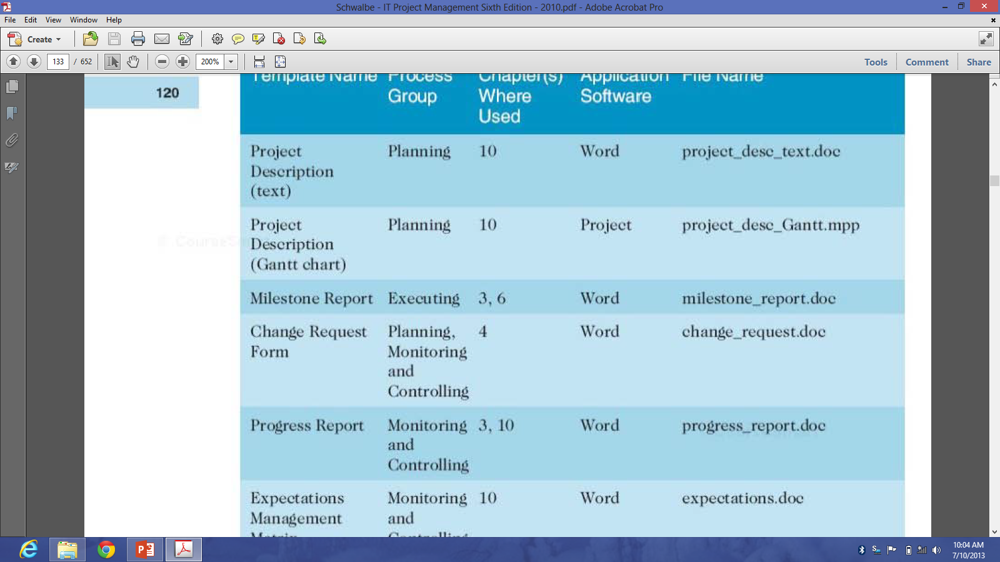 Schwalbe - IT Project Management Sixth Edition - 2010.pdf - Adobe Acrobat Pro
File Edit View Window Help
Create
133 / 652 200% Tools Comment Share
120
Template Name Process Group Chapter(s) Where Used Application Software File Name
Project Description (text) Planning 10 Word project_desc_text.doc
Project Description (Gantt chart) Planning 10 Project project_desc_Gantt.mpp
Milestone Report Executing 3, 6 Word milestone_report.doc
Change Request Form Planning, Monitoring and Controlling 4 Word change_request.doc
Progress Report Monitoring and Controlling 3, 10 Word progress_report.doc
Expectations Management Matrix Monitoring and Controlling 10 Word expectations.doc
10:04 AM
7/10/2013